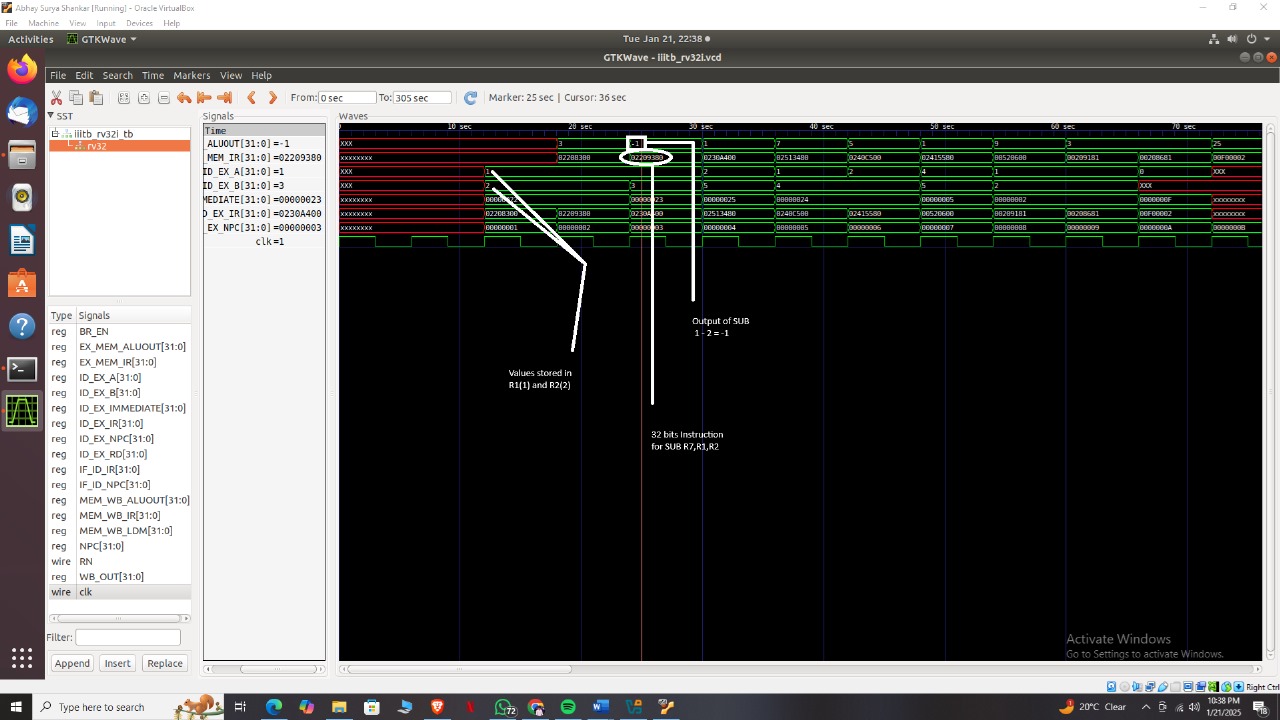 Abhay Surya Shankar [Running] - Oracle VirtualBox
File Machine View Input Devices Help
Activities GTKWave Tue Jan 21, 22:38
GTKWave - iiitb_rv32i.vcd
File Edit Search Time Markers View Help
From: 0 sec To: 305 sec Marker: 25 sec | Cursor: 36 sec
SST
iiitb_rv32i_tb
rv32
Type Signals
reg BR_EN
reg EX_MEM_ALUOUT[31:0]
reg EX_MEM_IR[31:0]
reg ID_EX_A[31:0]
reg ID_EX_B[31:0]
reg ID_EX_IMMEDIATE[31:0]
reg ID_EX_IR[31:0]
reg ID_EX_NPC[31:0]
reg ID_EX_RD[31:0]
reg IF_ID_IR[31:0]
reg IF_ID_NPC[31:0]
reg MEM_WB_ALUOUT[31:0]
reg MEM_WB_IR[31:0]
reg MEM_WB_LDM[31:0]
reg NPC[31:0]
wire RN
reg WB_OUT[31:0]
wire clk
Filter:
Append Insert Replace
Signals
Time
_ALUOUT[31:0] =-1
_MEM_IR[31:0] =02209380
ID_EX_A[31:0] =1
ID_EX_B[31:0] =3
MEDIATE[31:0] =00000023
D_EX_IR[31:0] =0230A400
_EX_NPC[31:0] =00000003
clk =1
Waves
0 10 sec 20 sec 30 sec 40 sec 50 sec 60 sec 70 sec
XXX 3 -1 1 7 5 1 9 3 25
xxxxxxxx 02208300 02209380 0230A400 02513480 0240C500 02415580 00520600 00209181 00208681 00F00002
XXX 1 2 1 2 4 1 0 XXX
XXX 2 3 5 4 5 2 XXX
xxxxxxxx 00000022 00000023 00000025 00000024 00000005 00000002 0000000F xxxxxxxx
xxxxxxxx 02208300 02209380 0230A400 02513480 0240C500 02415580 00520600 00209181 00208681 00F00002 xxxxxxxx
xxxxxxxx 00000001 00000002 00000003 00000004 00000005 00000006 00000007 00000008 00000009 0000000A 0000000B
Output of SUB
1 - 2 = -1
Values stored in
R1(1) and R2(2)
32 bits Instruction
for SUB R7,R1,R2
Activate Windows
Go to Settings to activate Windows.
Right Ctrl
Type here to search
72
20°C Clear
10:38 PM
1/21/2025
18